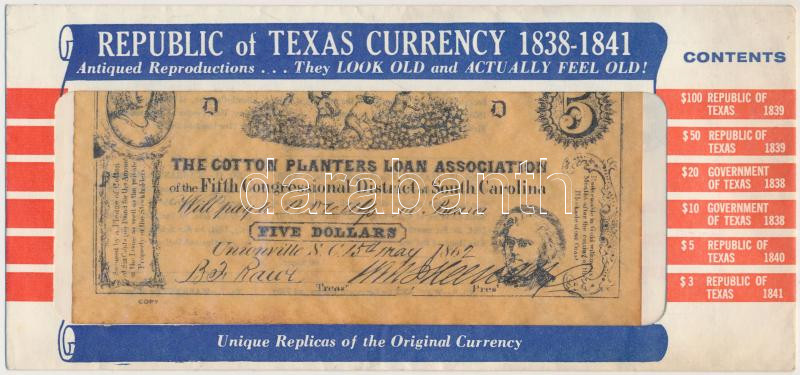 REPUBLIC of TEXAS CURRENCY 1838-1841
Antiqued Reproductions . . . They LOOK OLD and ACTUALLY FEEL OLD!
CONTENTS
$100 REPUBLIC OF
TEXAS 1839
$50 REPUBLIC OF
TEXAS 1839
$20 GOVERNMENT
OF TEXAS 1838
$10 GOVERNMENT
OF TEXAS 1838
$5 REPUBLIC OF
TEXAS 1840
$3 REPUBLIC OF
TEXAS 1841
D
D
5
THE COTTON PLANTERS LOAN ASSOCIATION
of the Fifth Congressional District of South Carolina
Will pay
FIVE DOLLARS
Unionville S.C. 15th May 1862
Treas^r
Pres^t
COPY
darabanth
Unique Replicas of the Original Currency